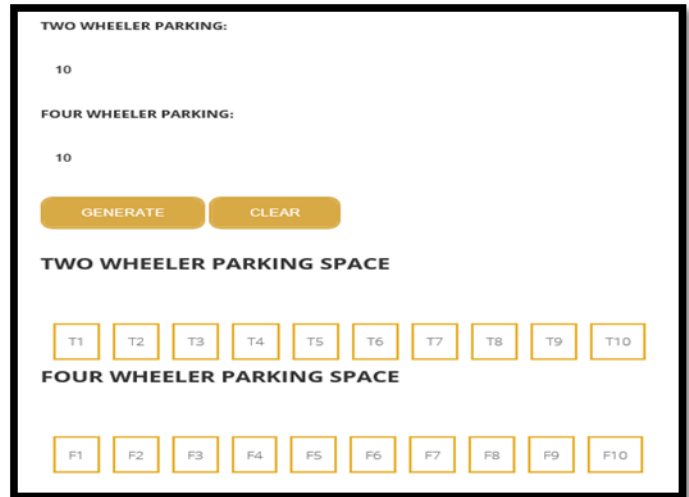 TWO WHEELER PARKING:
10
FOUR WHEELER PARKING:
10
GENERATE CLEAR
TWO WHEELER PARKING SPACE
T1 T2 T3 T4 T5 T6 T7 T8 T9 T10
FOUR WHEELER PARKING SPACE
F1 F2 F3 F4 F5 F6 F7 F8 F9 F10